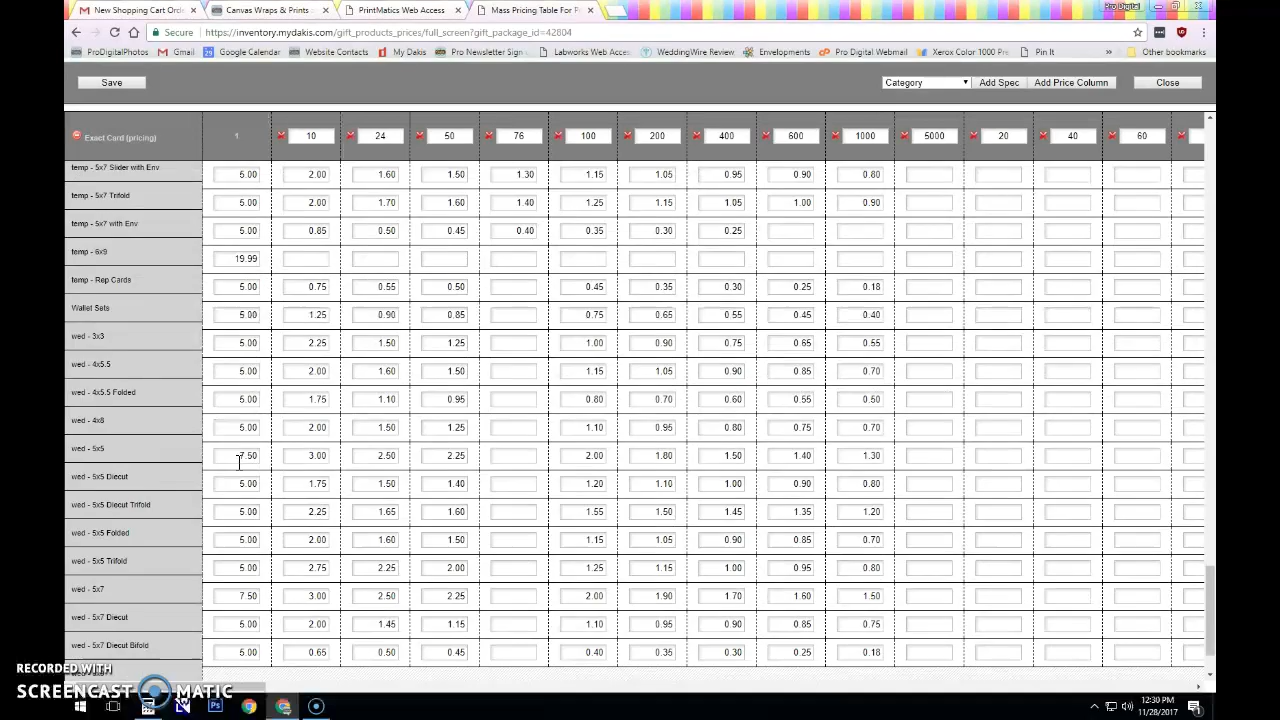 New Shopping Cart Ord
Canvas Wraps & Prints
PrintMatics Web Access
Mass Pricing Table For P
Pro Digital
Secure https://inventory.mydakis.com/gift_products_prices/full_screen?gift_package_id=42804
ProDigitalPhotos Gmail Google Calendar Website Contacts My Dakis Pro Newsletter Sign Labworks Web Acces WeddingWire Review Envelopments Pro Digital Webmail Xerox Color 1000 Pre Pin It » Other bookmarks
Save Category Add Spec Add Price Column Close
Exact Card (pricing) 1 10 24 50 76 100 200 400 600 1000 5000 20 40 60
temp - 5x7 Slider with Env 5.00 2.00 1.60 1.50 1.30 1.15 1.05 0.95 0.90 0.80
temp - 5x7 Trifold 5.00 2.00 1.70 1.60 1.40 1.25 1.15 1.05 1.00 0.90
temp - 5x7 with Env 5.00 0.85 0.50 0.45 0.40 0.35 0.30 0.25
temp - 6x9 19.99
temp - Rep Cards 5.00 0.75 0.55 0.50 0.45 0.35 0.30 0.25 0.18
Wallet Sets 5.00 1.25 0.90 0.85 0.75 0.65 0.55 0.45 0.40
wed - 3x3 5.00 2.25 1.50 1.25 1.00 0.90 0.75 0.65 0.55
wed - 4x5.5 5.00 2.00 1.60 1.50 1.15 1.05 0.90 0.85 0.70
wed - 4x5.5 Folded 5.00 1.75 1.10 0.95 0.80 0.70 0.60 0.55 0.50
wed - 4x8 5.00 2.00 1.50 1.25 1.10 0.95 0.80 0.75 0.70
wed - 5x5 7.50 3.00 2.50 2.25 2.00 1.80 1.50 1.40 1.30
wed - 5x5 Diecut 5.00 1.75 1.50 1.40 1.20 1.10 1.00 0.90 0.80
wed - 5x5 Diecut Trifold 5.00 2.25 1.65 1.60 1.55 1.50 1.45 1.35 1.20
wed - 5x5 Folded 5.00 2.00 1.60 1.50 1.15 1.05 0.90 0.85 0.70
wed - 5x5 Trifold 5.00 2.75 2.25 2.00 1.25 1.15 1.00 0.95 0.80
wed - 5x7 7.50 3.00 2.50 2.25 2.00 1.90 1.70 1.60 1.50
wed - 5x7 Diecut 5.00 2.00 1.45 1.15 1.10 0.95 0.90 0.85 0.75
wed - 5x7 Diecut Bifold 5.00 0.65 0.50 0.45 0.40 0.35 0.30 0.25 0.18
RECORDED WITH
SCREENCAST MATIC
12:30 PM
11/28/2017